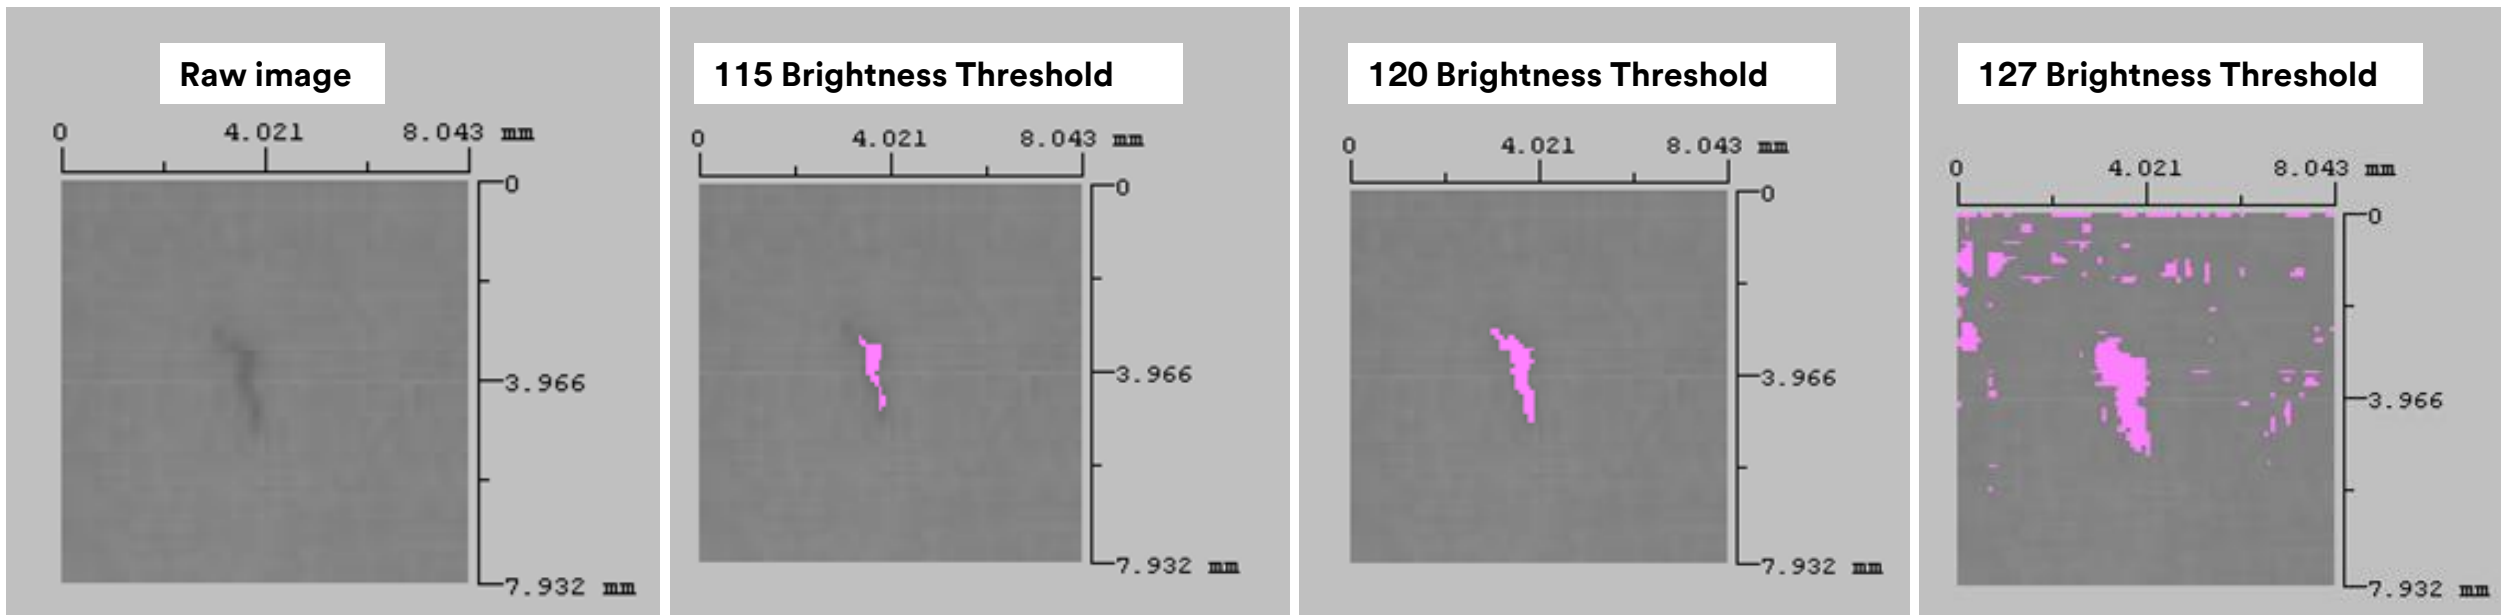 Raw image
0 4.021 8.043 mm
0
3.966
7.932 mm
115 Brightness Threshold
0 4.021 8.043 mm
0
3.966
7.932 mm
120 Brightness Threshold
0 4.021 8.043 mm
0
3.966
7.932 mm
127 Brightness Threshold
0 4.021 8.043 mm
0
3.966
7.932 mm